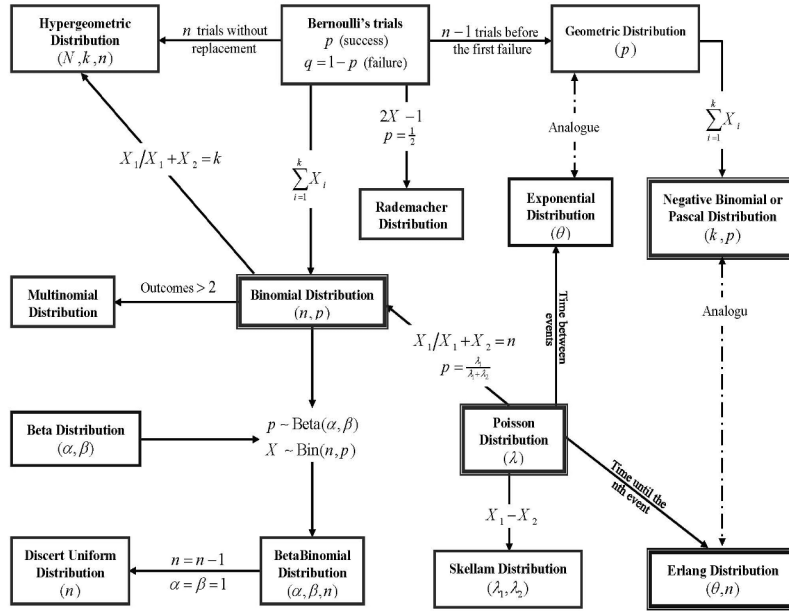 Hypergeometric
Distribution
(N, k, n)
n trials without
replacement
Bernoulli's trials
p (success)
q = 1 − p (failure)
n − 1 trials before
the first failure
Geometric Distribution
(p)
2X − 1
p = 1/2
Analogue
∑ᵢ₌₁ᵏ Xᵢ
X₁/X₁ + X₂ = k
∑ᵢ₌₁ᵏ Xᵢ
Rademacher
Distribution
Exponential
Distribution
(θ)
Negative Binomial or
Pascal Distribution
(k, p)
Multinomial
Distribution
Outcomes > 2
Binomial Distribution
(n, p)
Time between
events
Analogu
X₁/X₁ + X₂ = n
p = λ₁/λ₁+λ₂
Beta Distribution
(α, β)
p ~ Beta(α, β)
X ~ Bin(n, p)
Poisson
Distribution
(λ)
Time until the
nth event
X₁ − X₂
Discert Uniform
Distribution
(n)
n = n − 1
α = β = 1
BetaBinomial
Distribution
(α, β, n)
Skellam Distribution
(λ₁, λ₂)
Erlang Distribution
(θ, n)